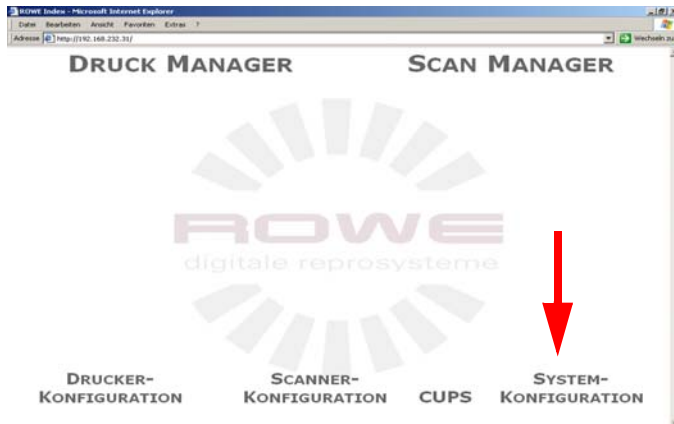 ROWE Index - Microsoft Internet Explorer
Datei Bearbeiten Ansicht Favoriten Extras ?
Adresse http://192.168.232.31/ Wechseln zu
DRUCK MANAGER SCAN MANAGER
ROWE
digitale reprosysteme
DRUCKER-
KONFIGURATION
SCANNER-
KONFIGURATION
CUPS
SYSTEM-
KONFIGURATION